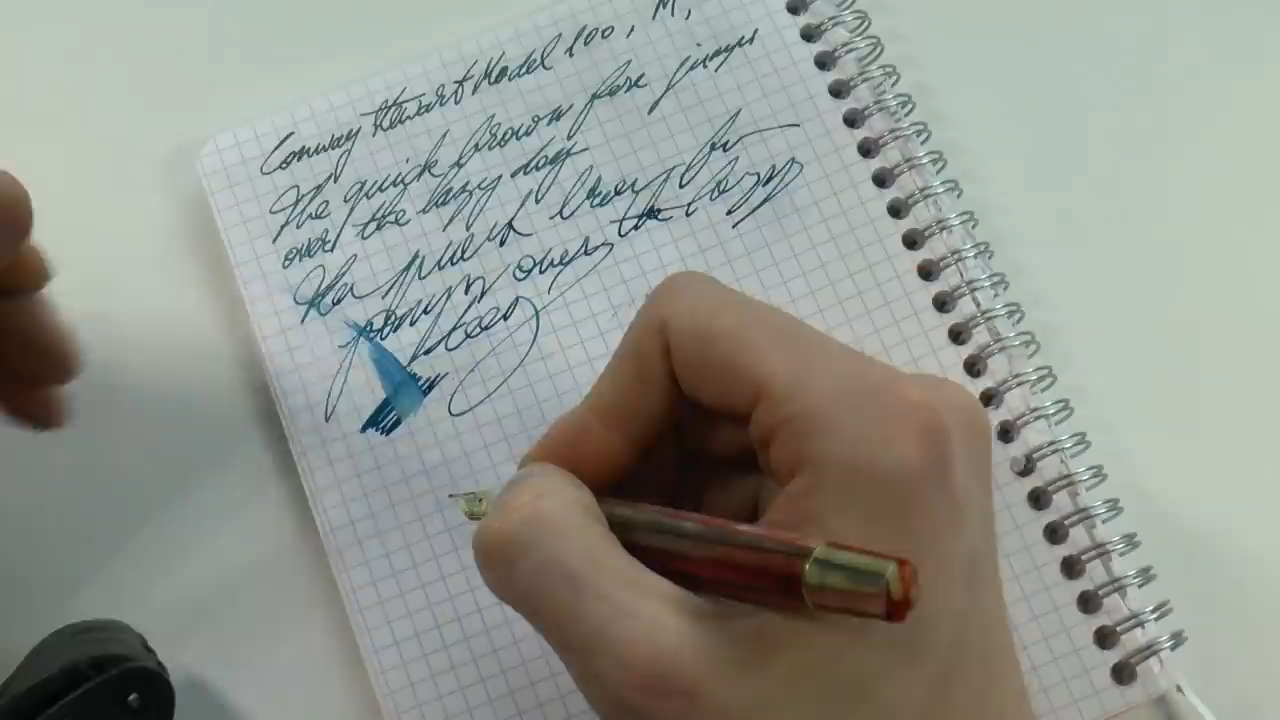 Conway Stewart Model 100, M,
The quick brown fox jumps
over the lazy dog
The quick brown fox
jumps over the lazy
dog